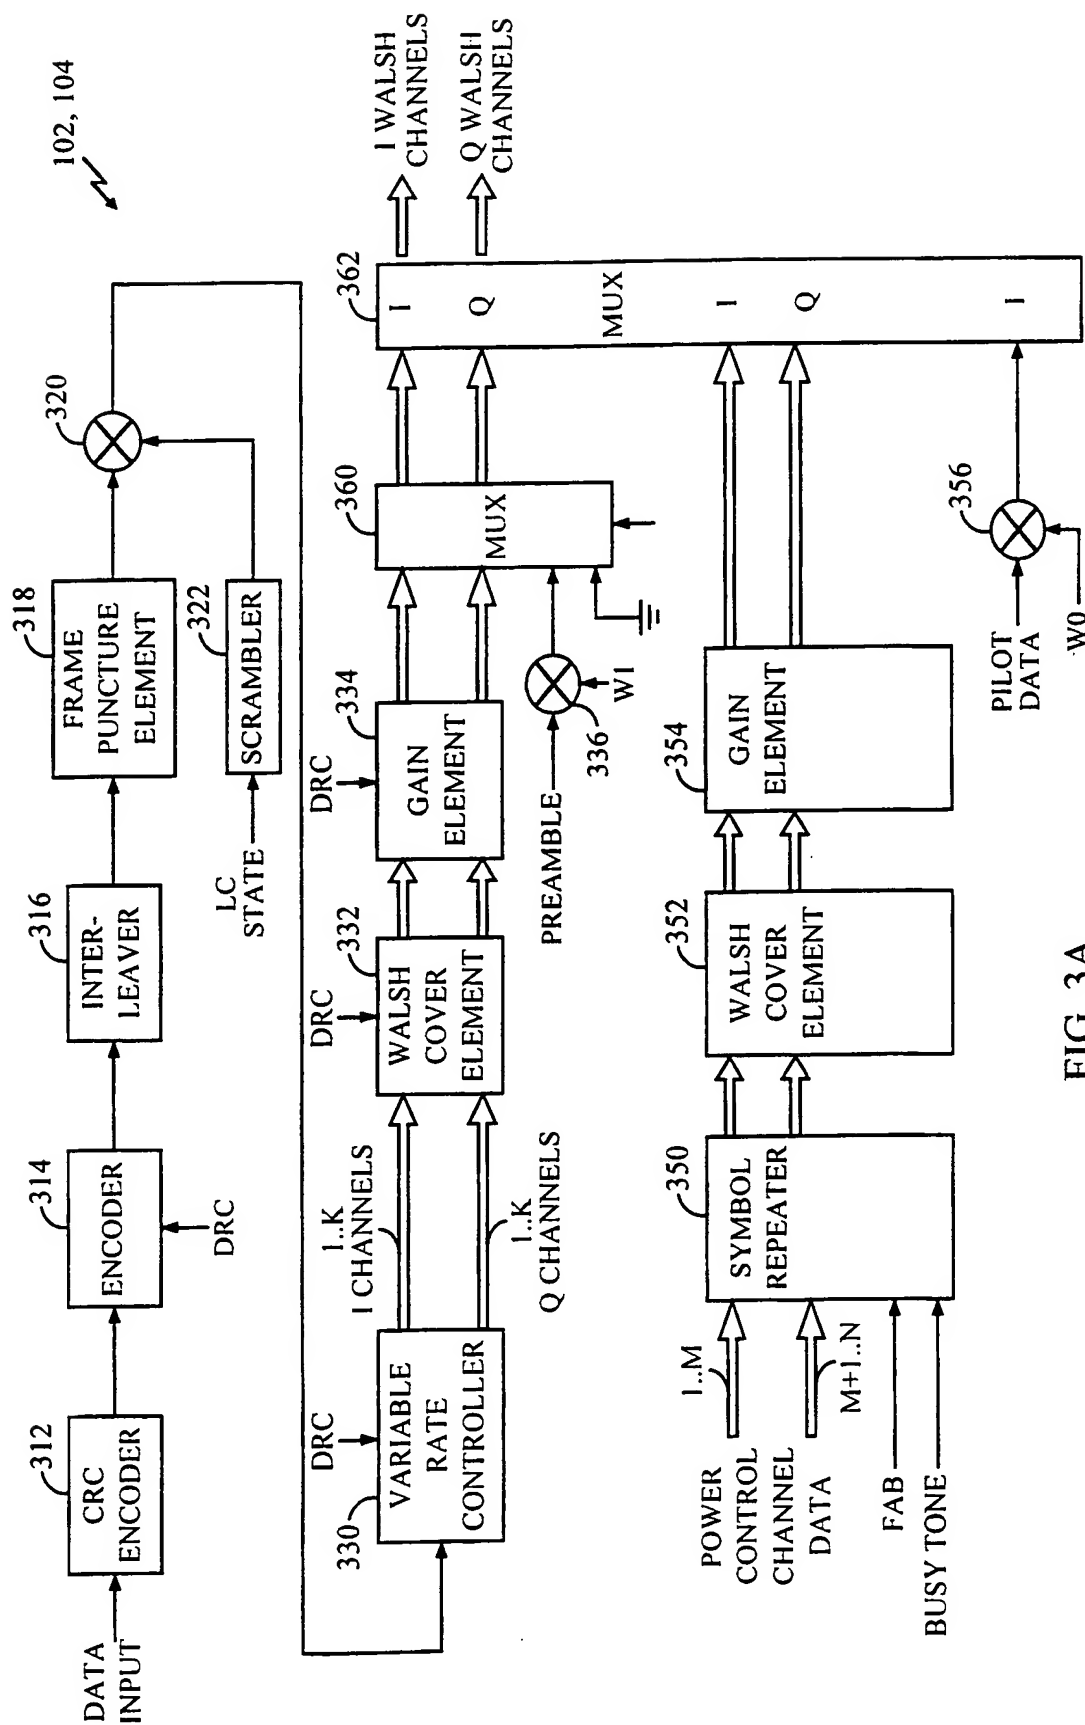 102, 104
DATA
INPUT
312
CRC
ENCODER
314
ENCODER
DRC
316
INTER-
LEAVER
318
FRAME
PUNCTURE
ELEMENT
320
LC
STATE
322
SCRAMBLER
330
DRC
VARIABLE
RATE
CONTROLLER
1..K
I CHANNELS
1..K
Q CHANNELS
DRC
332
WALSH
COVER
ELEMENT
DRC
334
GAIN
ELEMENT
PREAMBLE
336
W1
360
MUX
362
I
Q
MUX
I
Q
I
I WALSH
CHANNELS
Q WALSH
CHANNELS
POWER
CONTROL
CHANNEL
DATA
1..M
M+1..N
FAB
BUSY TONE
350
SYMBOL
REPEATER
352
WALSH
COVER
ELEMENT
354
GAIN
ELEMENT
PILOT
DATA
356
W0
FIG. 3A